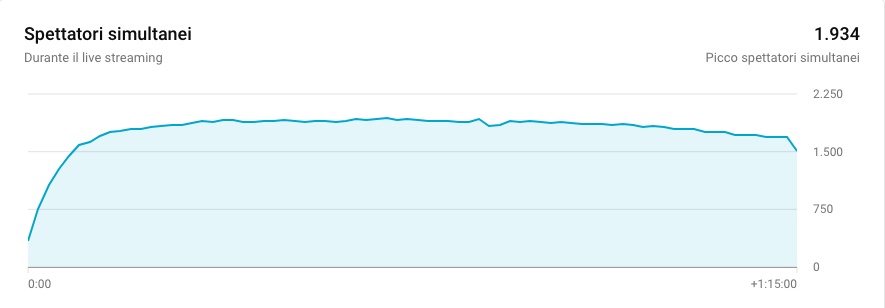 Spettatori simultanei
1.934
Durante il live streaming
Picco spettatori simultanei
2.250
1.500
750
0
0:00
+1:15:00